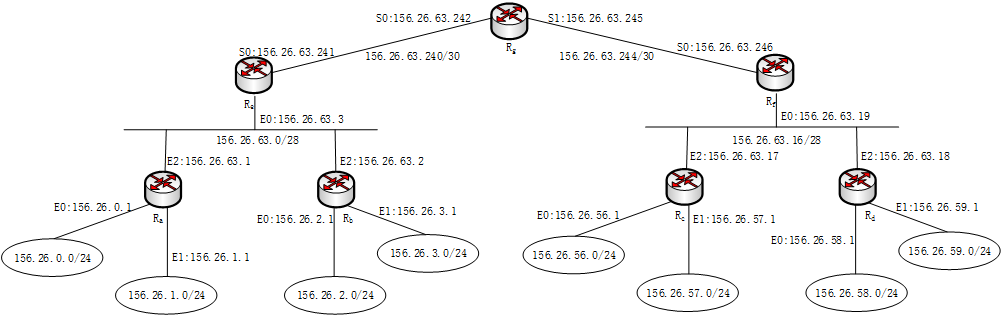 S0:156.26.63.242
S1:156.26.63.245
Rg
S0:156.26.63.241
156.26.63.240/30
156.26.63.244/30
S0:156.26.63.246
Re
Rf
E0:156.26.63.3
E0:156.26.63.19
156.26.63.0/28
156.26.63.16/28
E2:156.26.63.1
E2:156.26.63.2
E2:156.26.63.17
E2:156.26.63.18
E0:156.26.0.1
Ra
E0:156.26.2.1
Rb
E1:156.26.3.1
E0:156.26.56.1
Rc
E1:156.26.57.1
Rd
E1:156.26.59.1
E0:156.26.58.1
156.26.0.0/24
E1:156.26.1.1
156.26.3.0/24
156.26.56.0/24
156.26.59.0/24
156.26.1.0/24
156.26.2.0/24
156.26.57.0/24
156.26.58.0/24